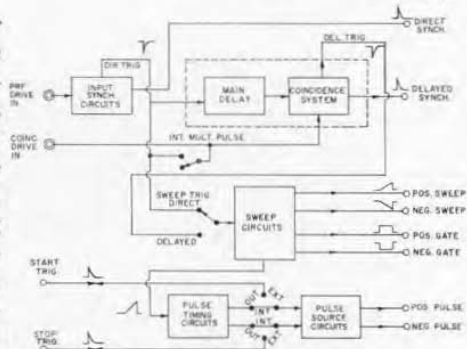 DIRECT
SYNCH.
DIR TRIG
DEL. TRIG
PRF
DRIVE
IN
INPUT
SYNCH
CIRCUITS
MAIN
DELAY
COINCIDENCE
SYSTEM
DELAYED
SYNCH.
COINC.
DRIVE
IN
INT. MULT. PULSE
SWEEP TRIG.
DIRECT
DELAYED
SWEEP
CIRCUITS
POS. SWEEP
NEG. SWEEP
POS. GATE
NEG. GATE
START
TRIG.
OUT
EXT
INT
INT
OUT
EXT
PULSE
TIMING
CIRCUITS
PULSE
SOURCE
CIRCUITS
POS. PULSE
NEG. PULSE
STOP
TRIG.